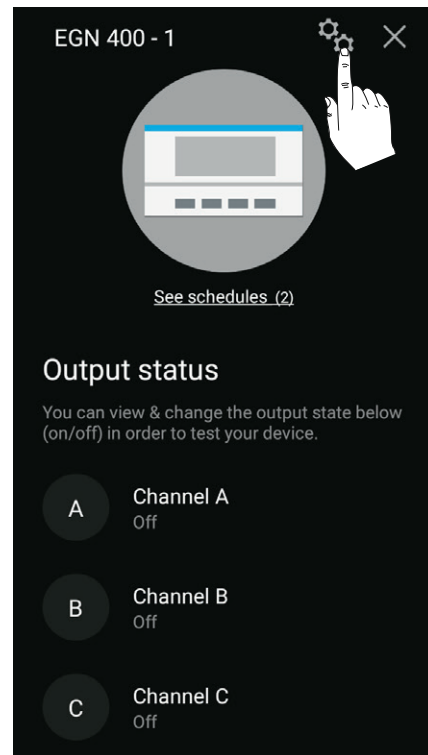 EGN 400 - 1
See schedules (2)
Output status
You can view & change the output state below
(on/off) in order to test your device.
A
Channel A
Off
B
Channel B
Off
C
Channel C
Off